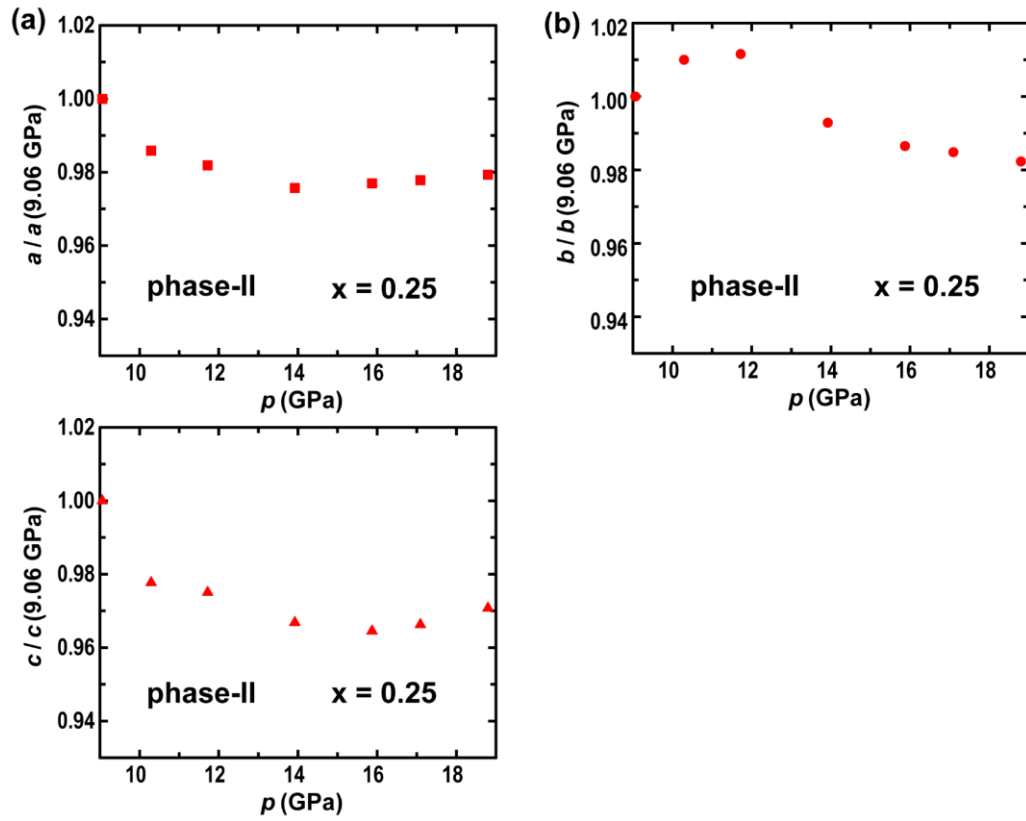 (a)
1.02
1.00
0.98
0.96
0.94
a / a (9.06 GPa)
phase-II x = 0.25
10 12 14 16 18
p (GPa)
(b)
1.02
1.00
0.98
0.96
0.94
b / b (9.06 GPa)
phase-II x = 0.25
10 12 14 16 18
p (GPa)
1.02
1.00
0.98
0.96
0.94
c / c (9.06 GPa)
phase-II x = 0.25
10 12 14 16 18
p (GPa)